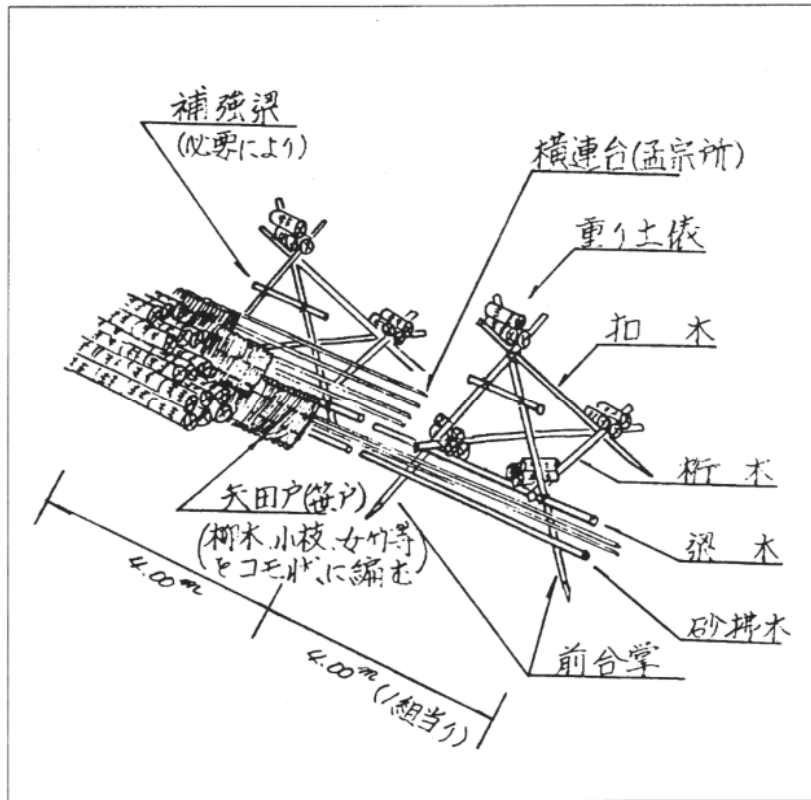 補強梁
(必要により)
横連台(孟宗所)
重り土俵
扣 木
桁 木
梁 木
砂拂木
前合掌
矢田戸(笹戸)
(柳木、小枝、女竹等
をコモ状に編む)
4.00m
4.00m (1組当り)